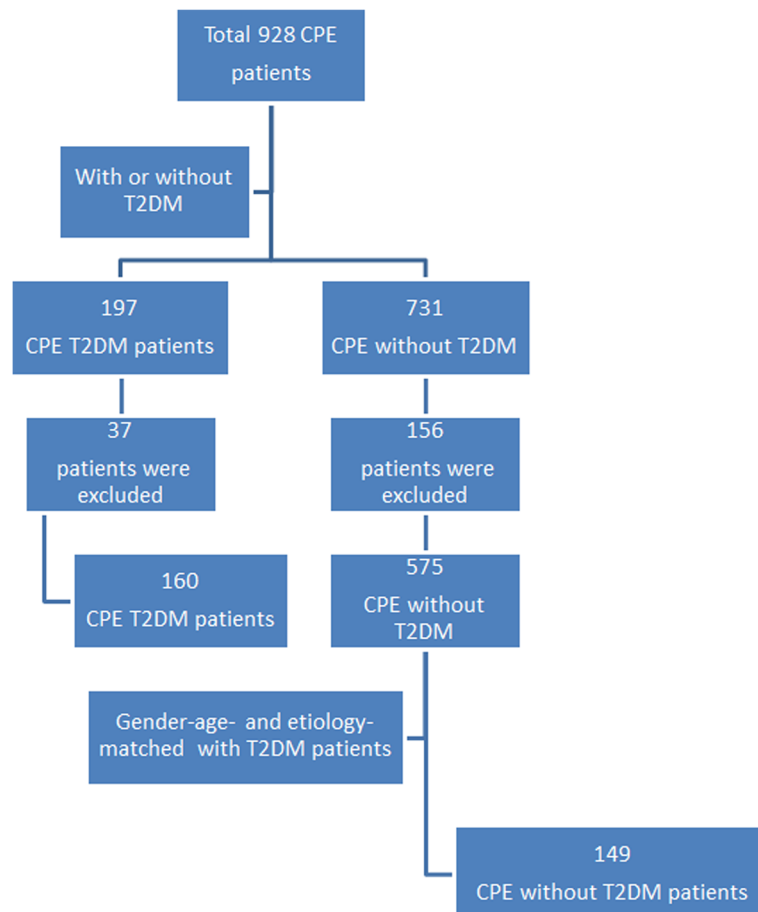 Total 928 CPE
patients
With or without
T2DM
197
CPE T2DM patients
731
CPE without T2DM
37
patients were
excluded
156
patients were
excluded
160
CPE T2DM patients
575
CPE without
T2DM
Gender-age- and etiology-
matched with T2DM patients
149
CPE without T2DM patients